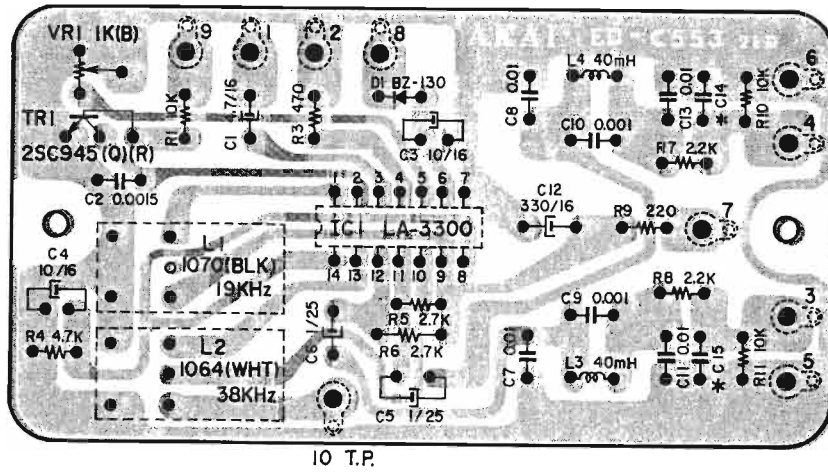 VR1 1K(B)
9
1
2
8
AKAI ED-C553
6
L4 40mH
D1 BZ-130
C8 0.01
C13 0.01
C14
*
R10 10K
TR1
R1 10K
C1 4.7/16
R3 470
C10 0.001
4
2SC945(Q)(R)
C3 10/16
R17 2.2K
C2 0.0015
1 2 3 4 5 6 7
C12
330/16
R9 220
7
IC1 LA-3300
L1
1070(BLK)
19KHz
C4
10/16
14 13 12 11 10 9 8
R8 2.2K
C9 0.001
3
R4 4.7K
L2
1064(WHT)
38KHz
C6 1/25
R5 2.7K
R6 2.7K
C7 0.01
L3 40mH
C11 0.01
C15
*
R11 10K
5
C5 1/25
10 T.P.